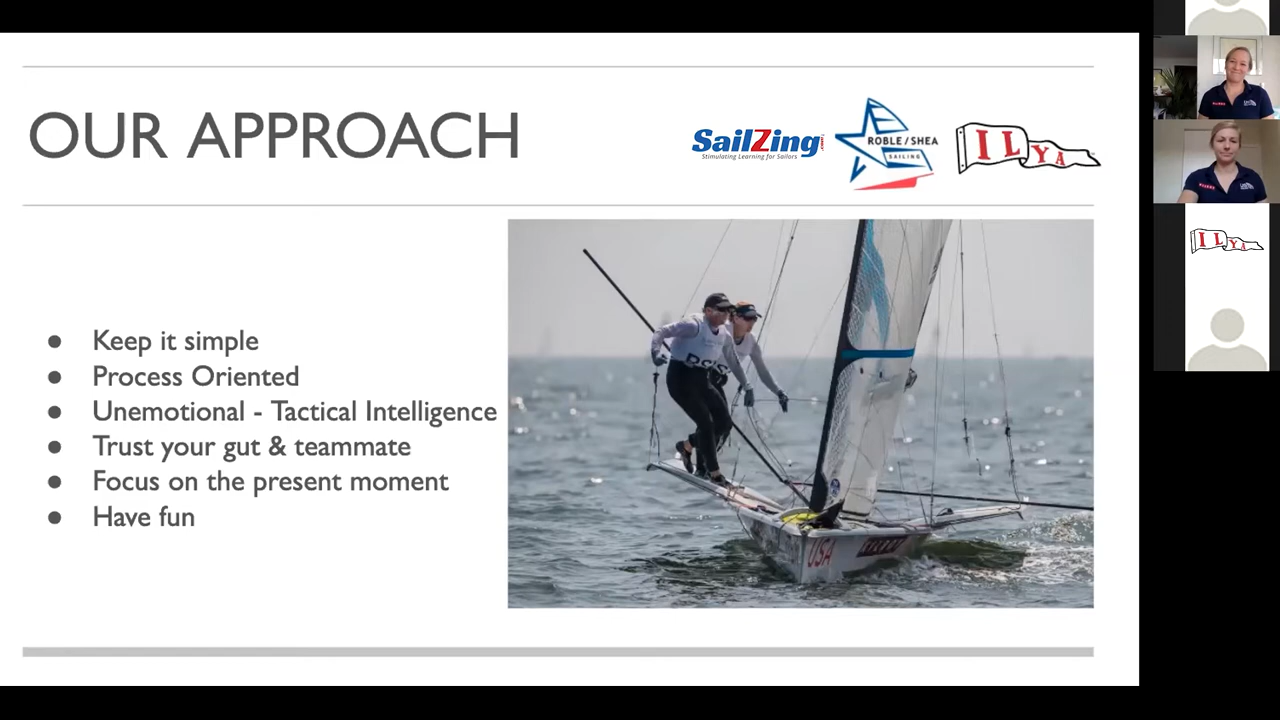 OUR APPROACH
SailZing
Stimulating Learning for Sailors
ROBLE / SHEA
SAILING
ILYA
● Keep it simple
● Process Oriented
● Unemotional - Tactical Intelligence
● Trust your gut & teammate
● Focus on the present moment
● Have fun
USA
ILYA